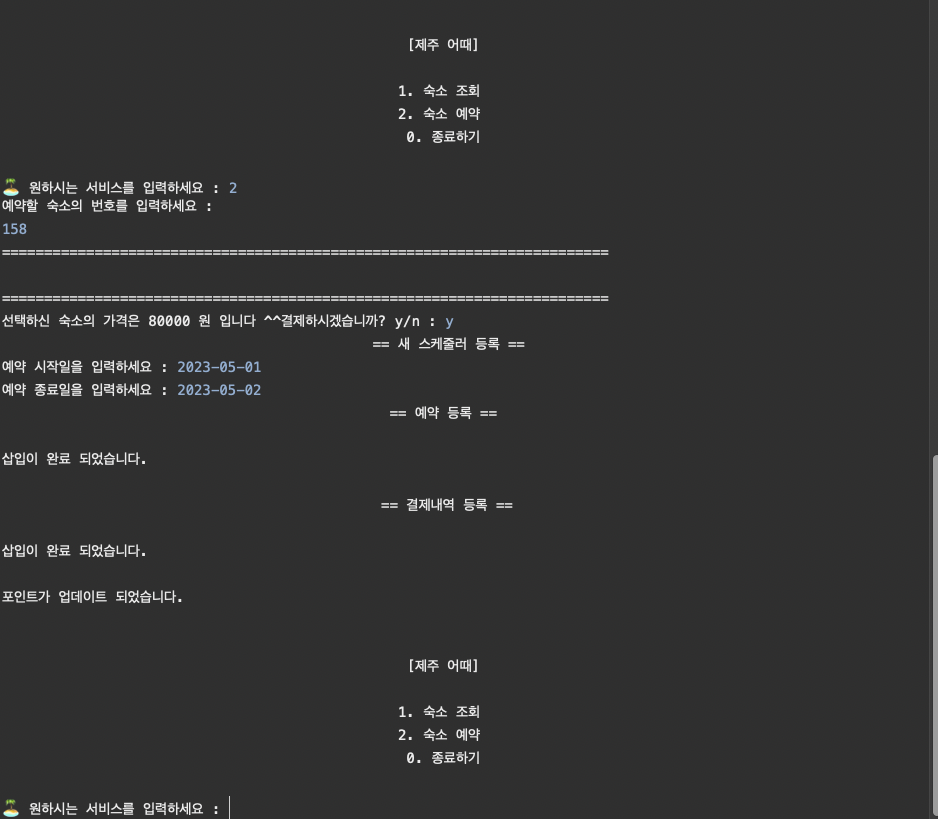 [제주 어때]
1. 숙소 조회
2. 숙소 예약
0. 종료하기
🏝 원하시는 서비스를 입력하세요 : 2
예약할 숙소의 번호를 입력하세요 :
158
========================================================================
========================================================================
선택하신 숙소의 가격은 80000 원 입니다 ^^결제하시겠습니까? y/n : y
== 새 스케줄러 등록 ==
예약 시작일을 입력하세요 : 2023-05-01
예약 종료일을 입력하세요 : 2023-05-02
== 예약 등록 ==
삽입이 완료 되었습니다.
== 결제내역 등록 ==
삽입이 완료 되었습니다.
포인트가 업데이트 되었습니다.
[제주 어때]
1. 숙소 조회
2. 숙소 예약
0. 종료하기
🏝 원하시는 서비스를 입력하세요 :